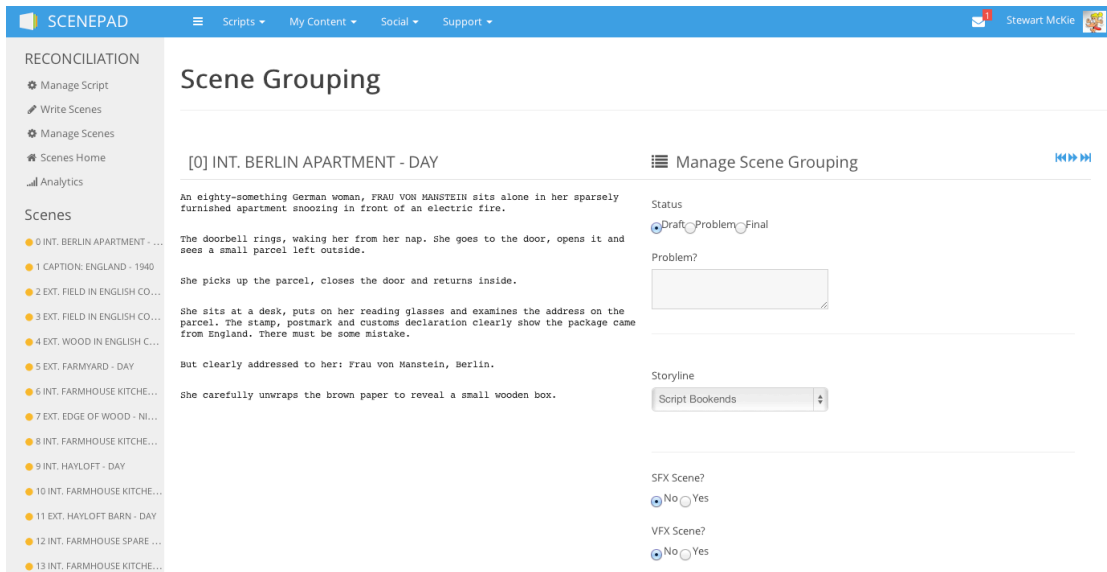 SCENEPAD
Scripts
My Content
Social
Support
1
Stewart McKie
RECONCILIATION
Manage Script
Write Scenes
Manage Scenes
Scenes Home
Analytics
Scenes
0 INT. BERLIN APARTMENT - ...
1 CAPTION: ENGLAND - 1940
2 EXT. FIELD IN ENGLISH CO...
3 EXT. FIELD IN ENGLISH CO...
4 EXT. WOOD IN ENGLISH C...
5 EXT. FARMYARD - DAY
6 INT. FARMHOUSE KITCHE...
7 EXT. EDGE OF WOOD - NI...
8 INT. FARMHOUSE KITCHE...
9 INT. HAYLOFT - DAY
10 INT. FARMHOUSE KITCHE...
11 EXT. HAYLOFT BARN - DAY
12 INT. FARMHOUSE SPARE ...
13 INT. FARMHOUSE KITCHE...
Scene Grouping
[0] INT. BERLIN APARTMENT - DAY
An eighty-something German woman, FRAU VON MANSTEIN sits alone in her sparsely
furnished apartment snoozing in front of an electric fire.
The doorbell rings, waking her from her nap. She goes to the door, opens it and
sees a small parcel left outside.
She picks up the parcel, closes the door and returns inside.
She sits at a desk, puts on her reading glasses and examines the address on the
parcel. The stamp, postmark and customs declaration clearly show the package came
from England. There must be some mistake.
But clearly addressed to her: Frau von Manstein, Berlin.
She carefully unwraps the brown paper to reveal a small wooden box.
Manage Scene Grouping
Status
Draft Problem Final
Problem?
Storyline
Script Bookends
SFX Scene?
No Yes
VFX Scene?
No Yes